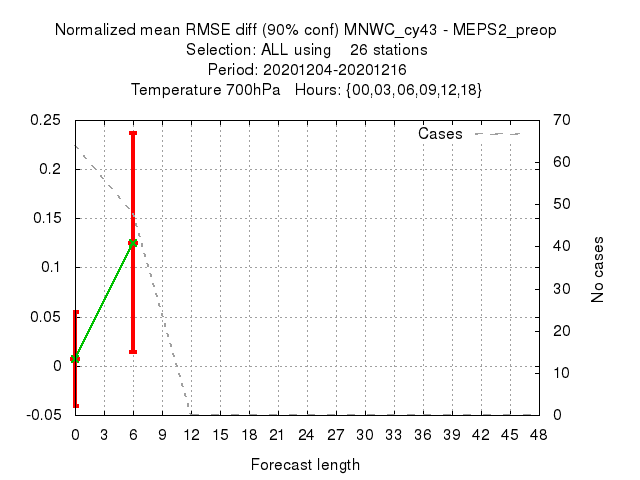 Normalized mean RMSE diff (90% conf) MNWC_cy43 - MEPS2_preop
Selection: ALL using 26 stations
Period: 20201204-20201216
Temperature 700hPa Hours: {00,03,06,09,12,18}
Cases
0.25
0.2
0.15
0.1
0.05
0
-0.05
70
60
50
40
30
20
10
0
No cases
0 3 6 9 12 15 18 21 24 27 30 33 36 39 42 45 48
Forecast length